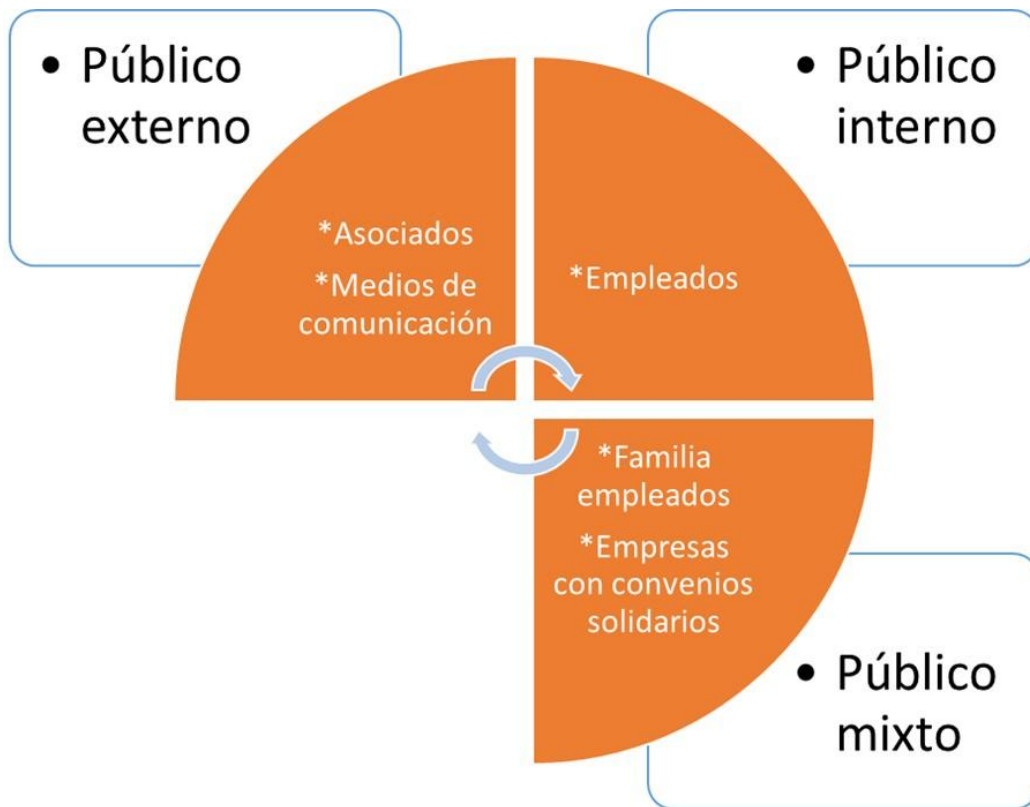 • Público
externo
*Asociados
*Medios de
comunicación
• Público
interno
*Empleados
*Familia
empleados
*Empresas
con convenios
solidarios
• Público
mixto